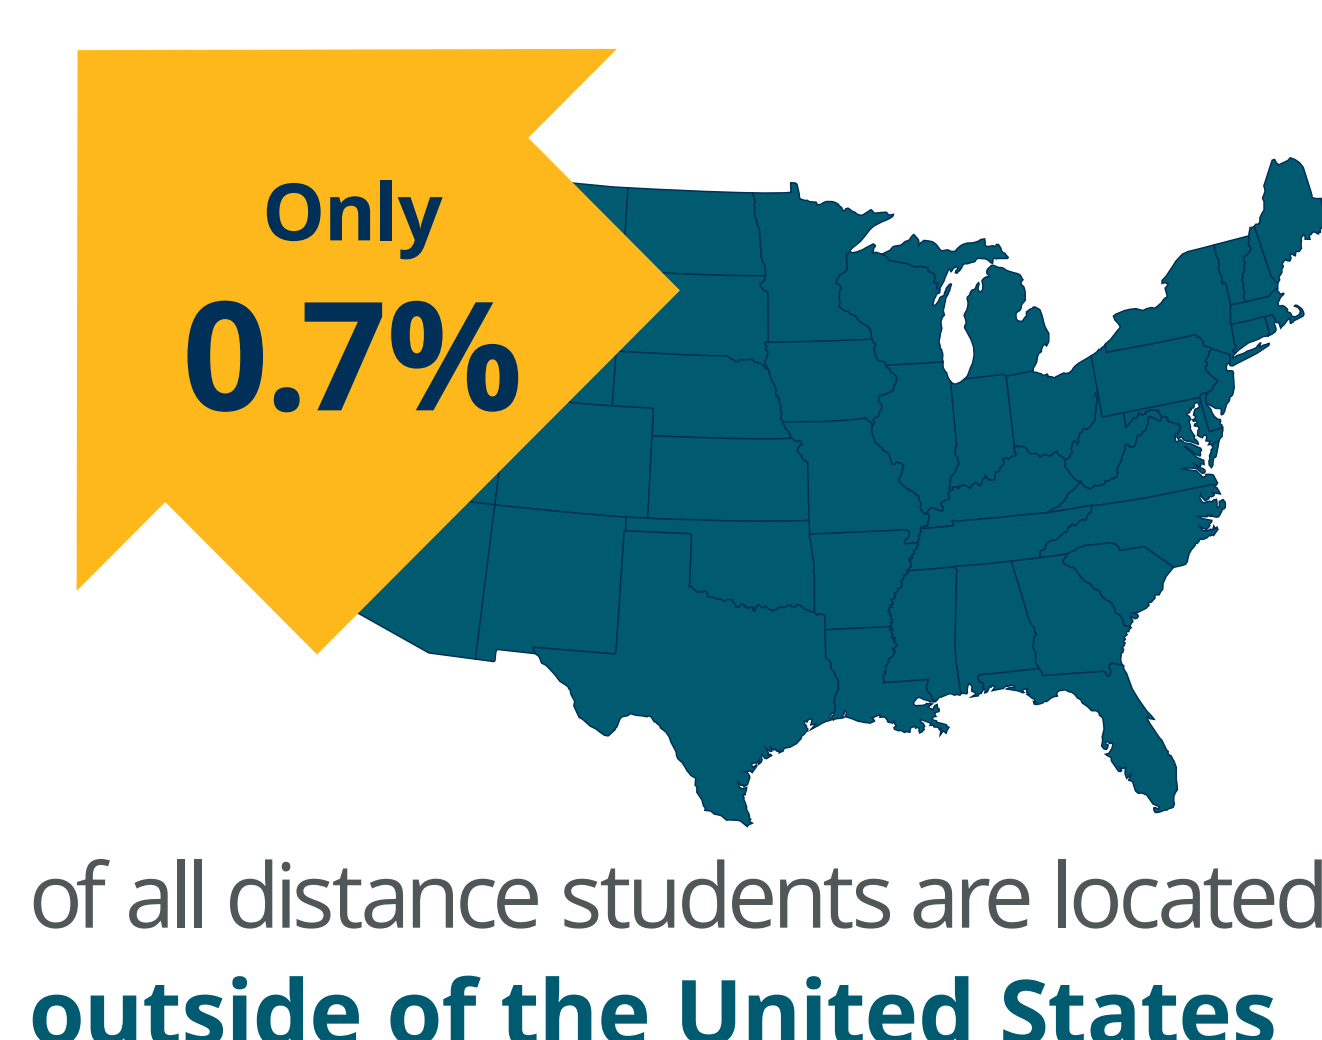 Only
0.7%
of all distance students are located
outside of the United States